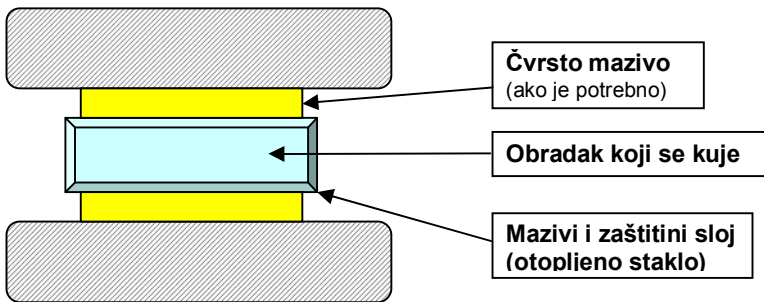 Čvrsto mazivo
(ako je potrebno)
Obradak koji se kuje
Mazivi i zaštitini sloj
(otopljeno staklo)